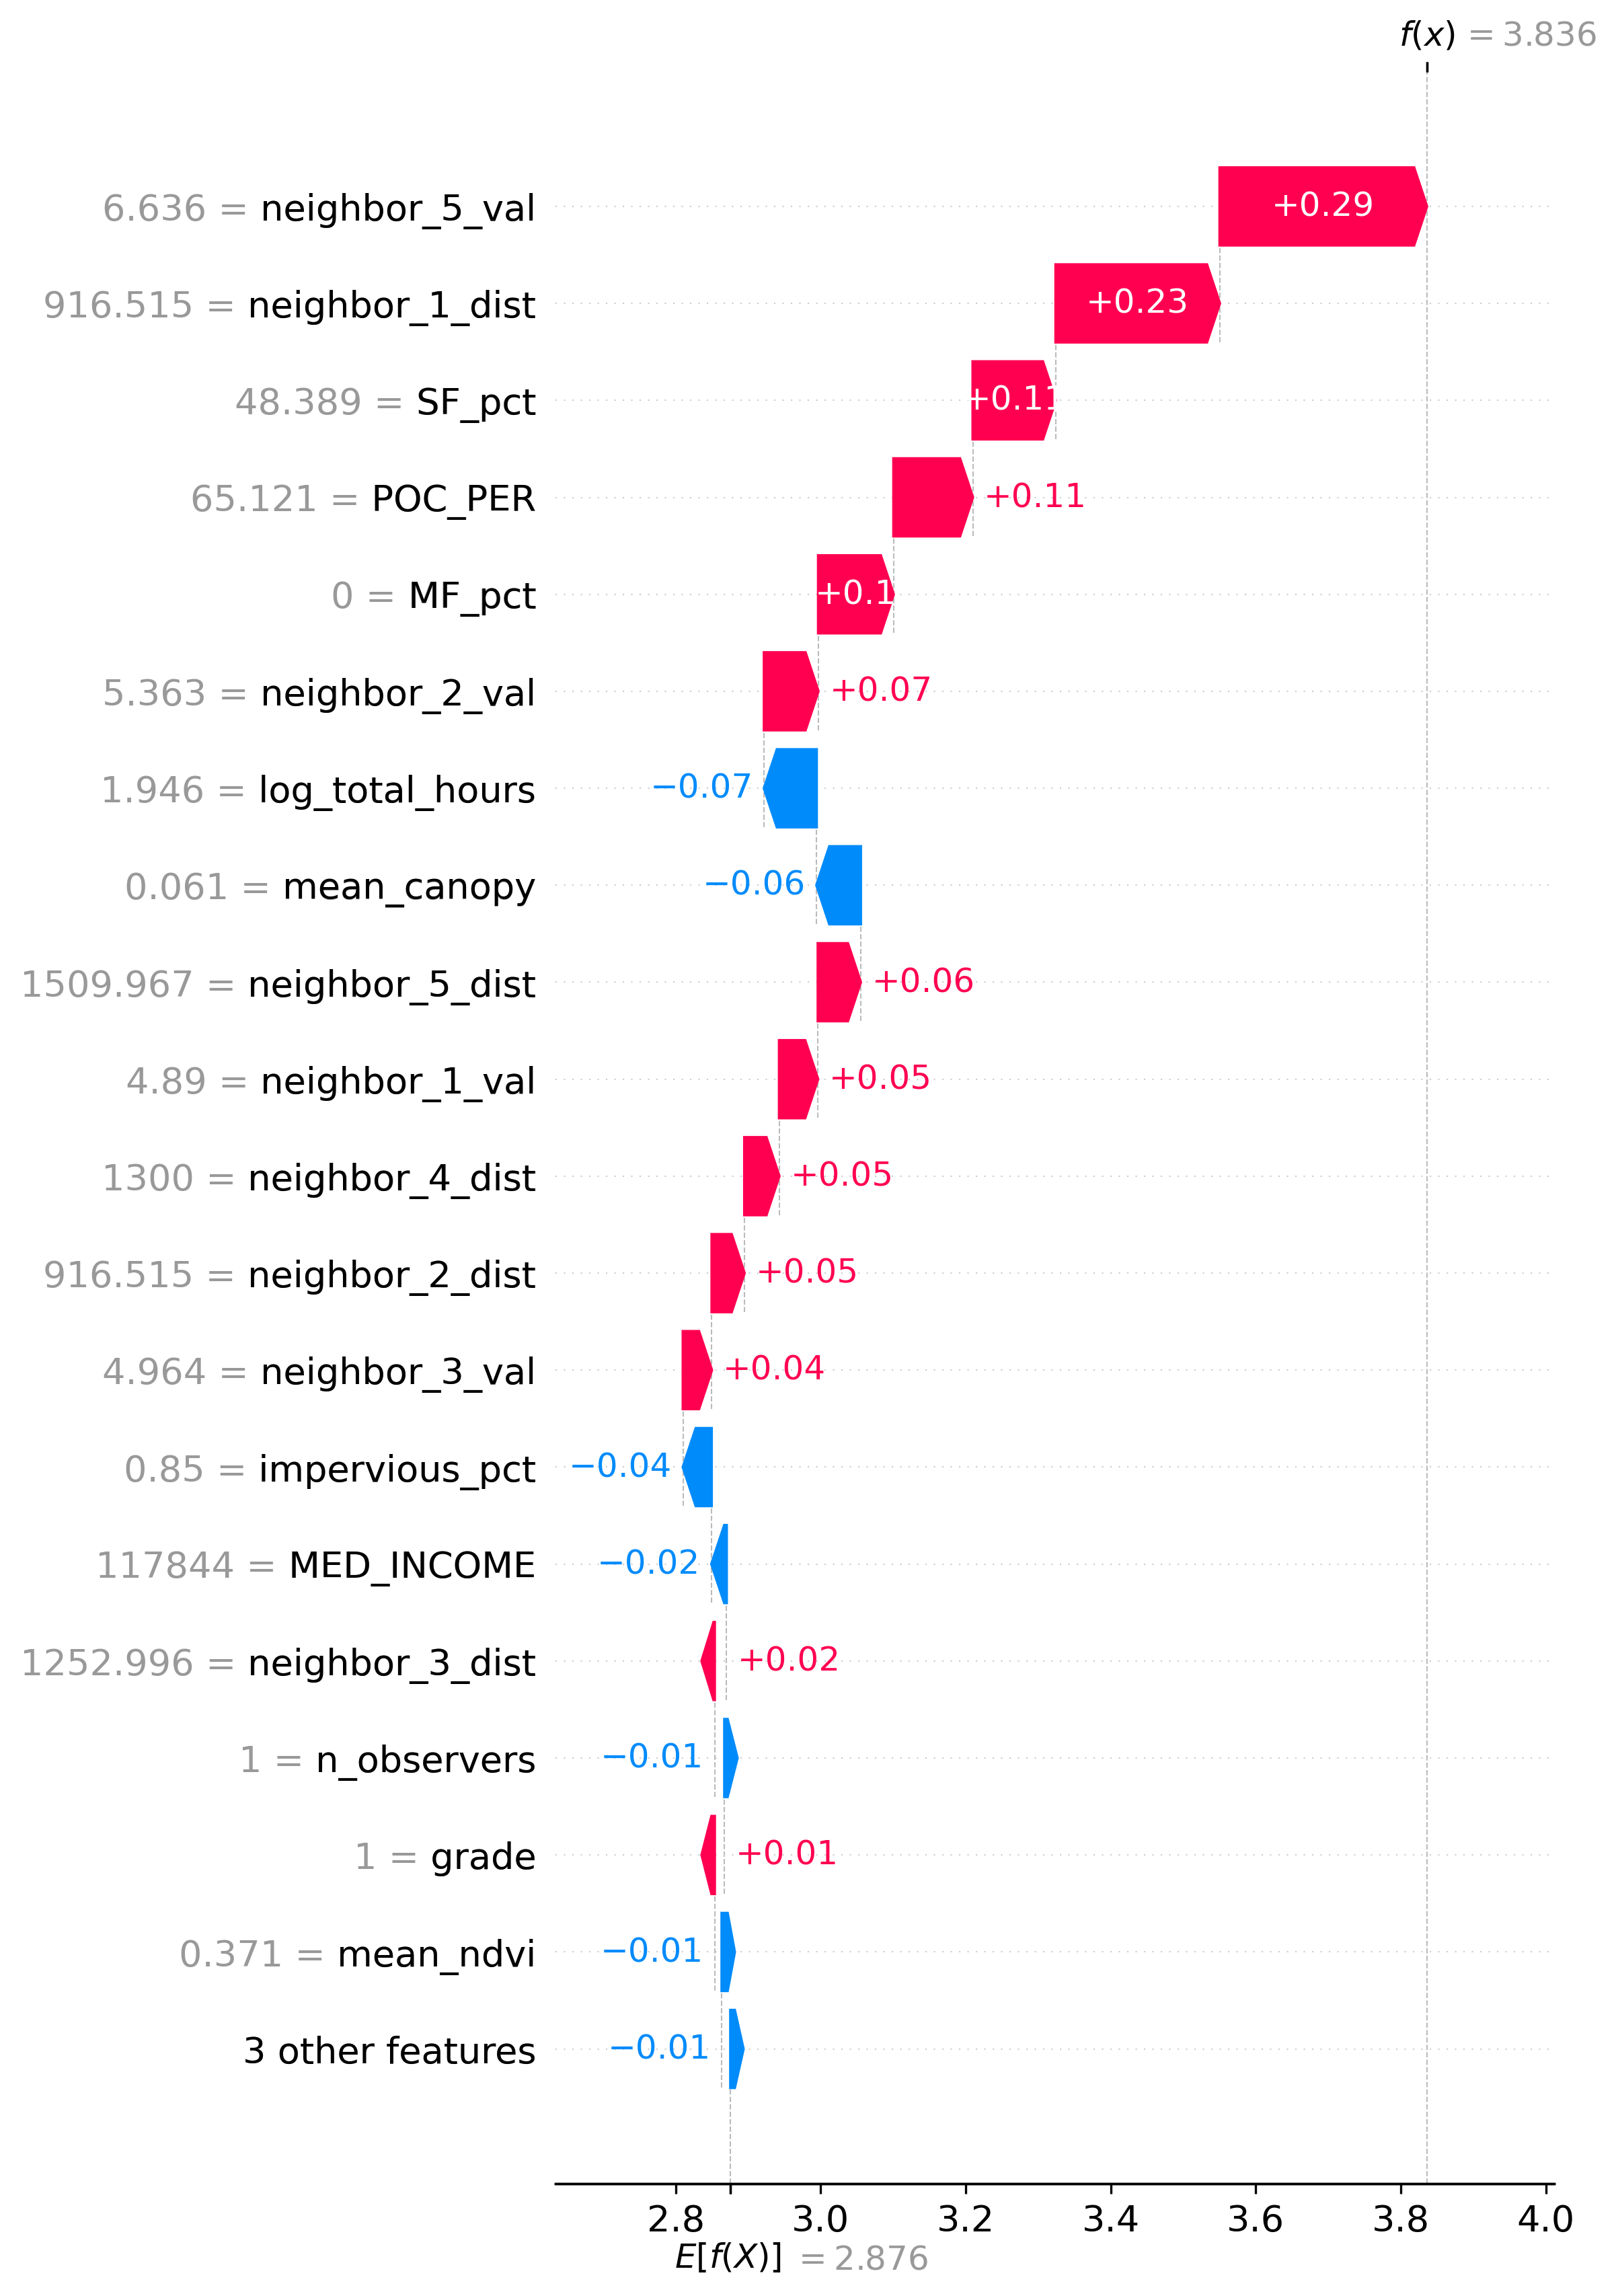 f(x) = 3.836
6.636 = neighbor_5_val +0.29
916.515 = neighbor_1_dist +0.23
48.389 = SF_pct +0.11
65.121 = POC_PER +0.11
0 = MF_pct +0.1
5.363 = neighbor_2_val +0.07
1.946 = log_total_hours −0.07
0.061 = mean_canopy −0.06
1509.967 = neighbor_5_dist +0.06
4.89 = neighbor_1_val +0.05
1300 = neighbor_4_dist +0.05
916.515 = neighbor_2_dist +0.05
4.964 = neighbor_3_val +0.04
0.85 = impervious_pct −0.04
117844 = MED_INCOME −0.02
1252.996 = neighbor_3_dist +0.02
1 = n_observers −0.01
1 = grade +0.01
0.371 = mean_ndvi −0.01
3 other features −0.01
2.8 3.0 3.2 3.4 3.6 3.8 4.0
E[f(X)] = 2.876